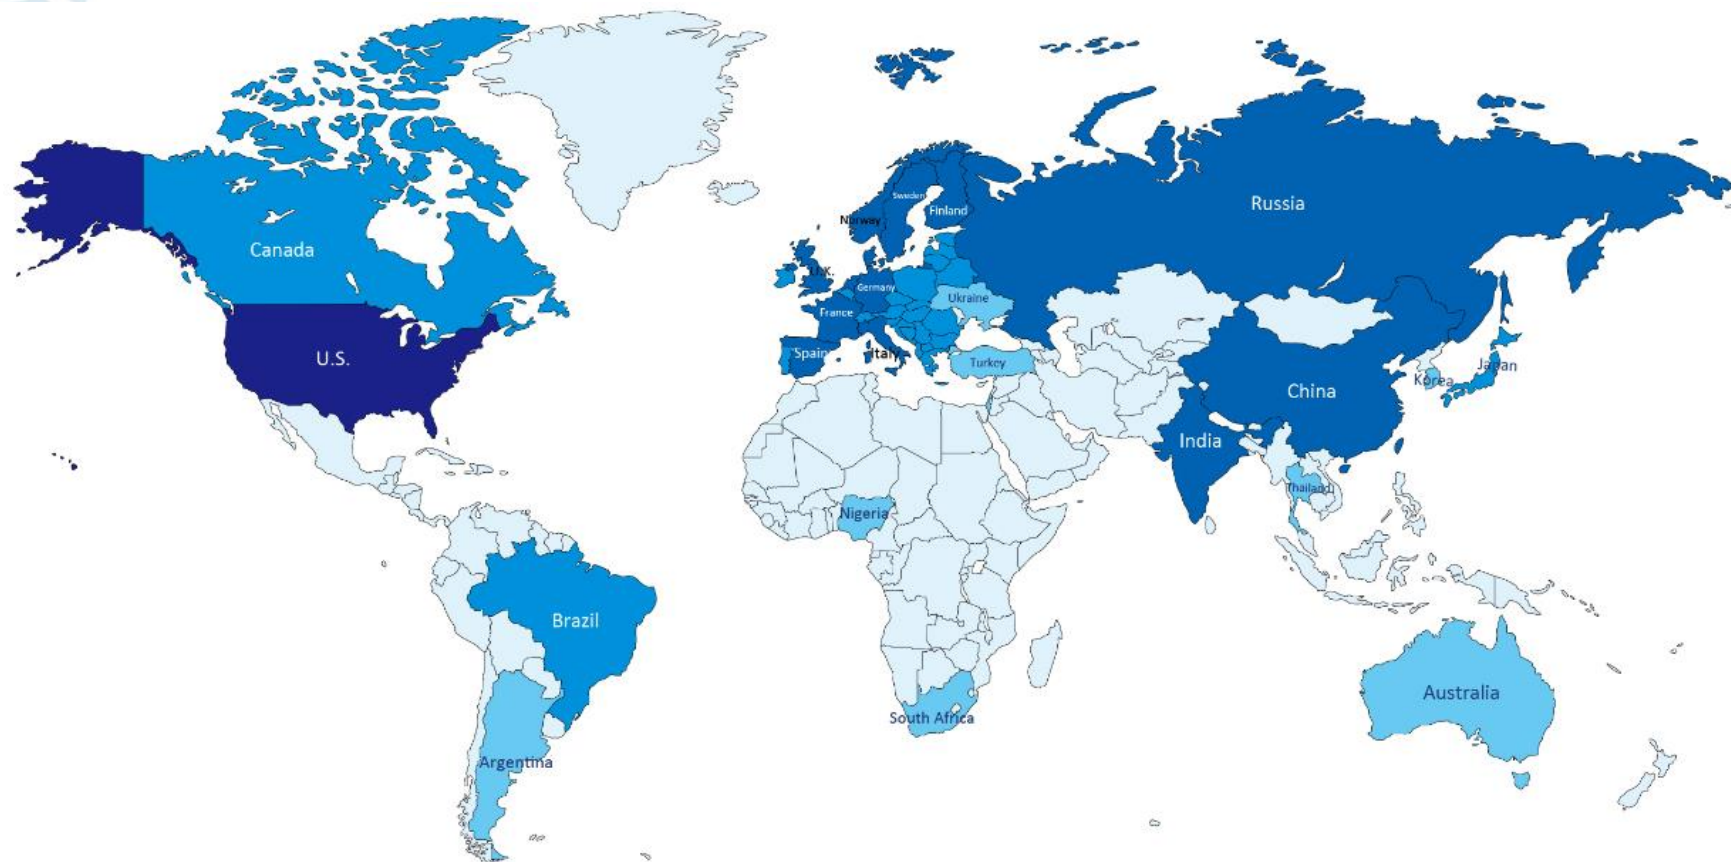 Canada
U.S.
Brazil
Argentina
Norway
Sweden
Finland
U.K.
Germany
France
Spain
Italy
Ukraine
Turkey
Russia
China
India
Korea
Japan
Thailand
Nigeria
South Africa
Australia